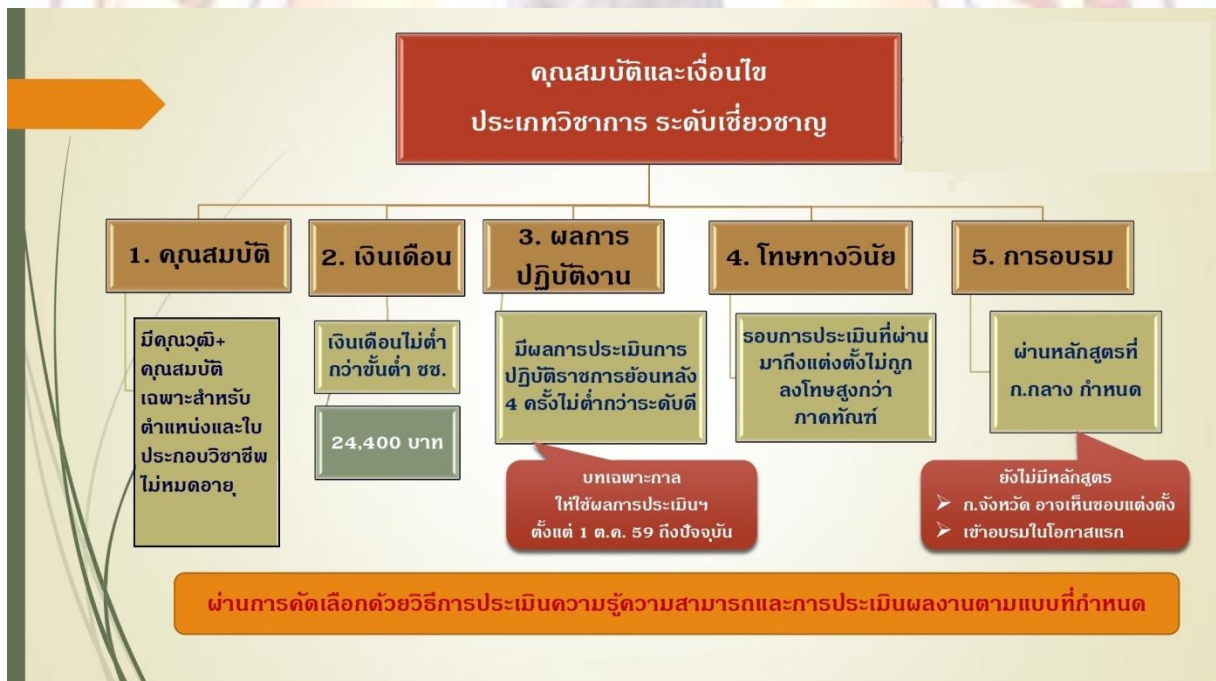 คุณสมบัติและเงื่อนไข
ประเภทวิชาการ ระดับเชี่ยวชาญ
1. คุณสมบัติ
มีคุณวุฒิ+
คุณสมบัติ
เฉพาะสำหรับ
ตำแหน่งและใบ
ประกอบวิชาชีพ
ไม่หมดอายุ
2. เงินเดือน
เงินเดือนไม่ต่ำ
กว่าขั้นต่ำ ชช.
24,400 บาท
3. ผลการ
ปฏิบัติงาน
มีผลการประเมินการ
ปฏิบัติราชการย้อนหลัง
4 ครั้งไม่ต่ำกว่าระดับดี
บทเฉพาะกาล
ให้ใช้ผลการประเมินฯ
ตั้งแต่ 1 ต.ค. 59 ถึงปัจจุบัน
4. โทษทางวินัย
รอบการประเมินที่ผ่าน
มาถึงแต่งตั้งไม่ถูก
ลงโทษสูงกว่า
ภาคทัณฑ์
5. การอบรม
ผ่านหลักสูตรที่
ก.กลาง กำหนด
ยังไม่มีหลักสูตร
➢ ก.จังหวัด อาจเห็นชอบแต่งตั้ง
➢ เข้าอบรมในโอกาสแรก
ผ่านการคัดเลือกด้วยวิธีการประเมินความรู้ความสามารถและการประเมินผลงานตามแบบที่กำหนด